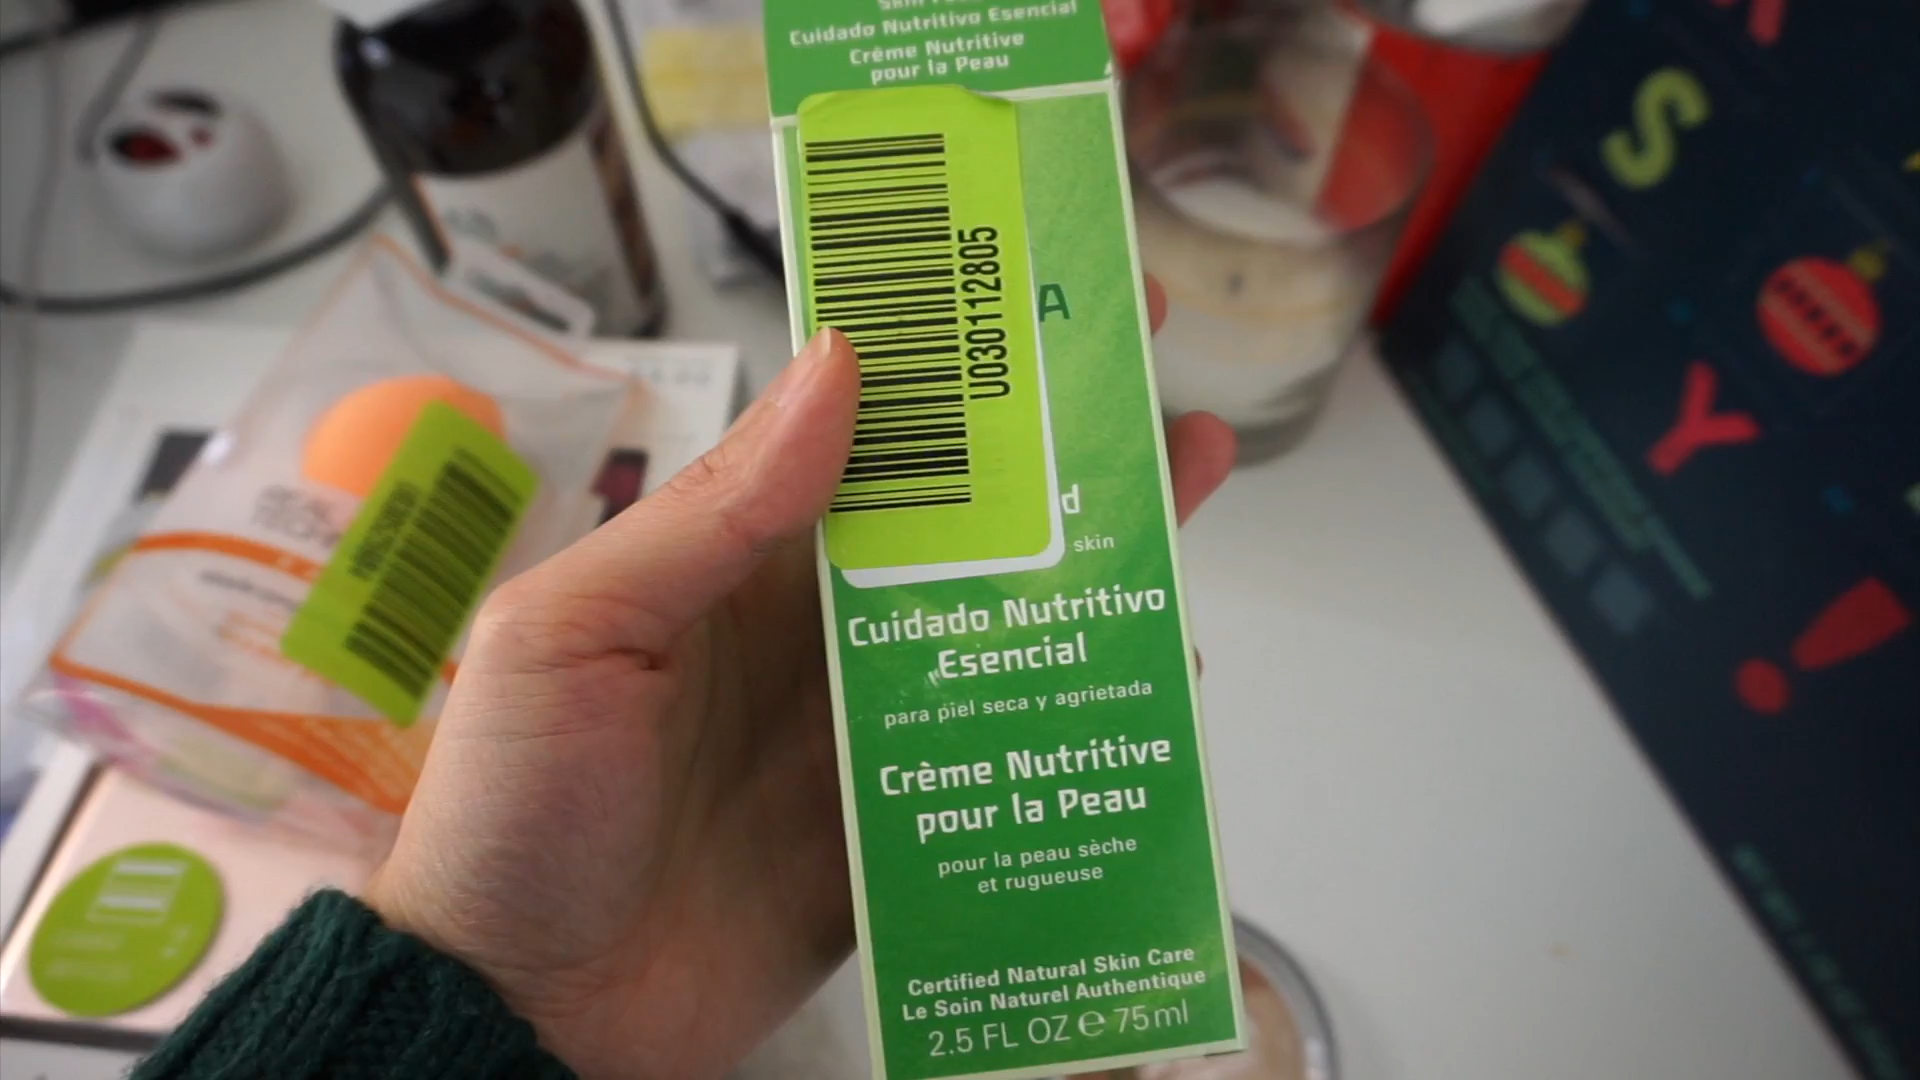 Cuidado Nutritivo Esencial
Crème Nutritive
pour la Peau
U030112805
A
d
skin
Cuidado Nutritivo
Esencial
para piel seca y agrietada
Crème Nutritive
pour la Peau
pour la peau sèche
et rugueuse
Certified Natural Skin Care
Le Soin Naturel Authentique
2.5 FL OZ ℮ 75ml
S
Y
!